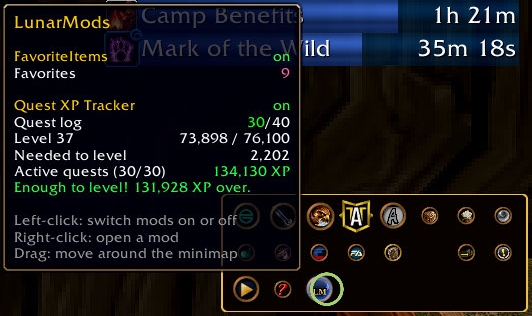 LunarMods
Camp Benefits 1h 21m
Mark of the Wild 35m 18s
FavoriteItems on
Favorites 9
Quest XP Tracker on
Quest log 30/40
Level 37 73,898 / 76,100
Needed to level 2,202
Active quests (30/30) 134,130 XP
Enough to level! 131,928 XP over.
Left-click: switch mods on or off
Right-click: open a mod
Drag: move around the minimap
A A
?
LM